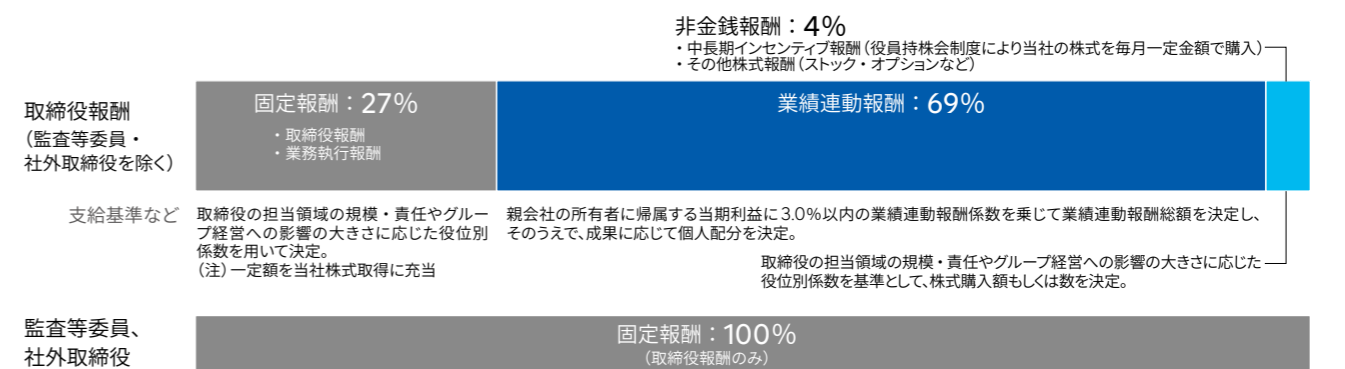 非金銭報酬：4%
・中長期インセンティブ報酬（役員持株会制度により当社の株式を毎月一定金額で購入）
・その他株式報酬（ストック・オプションなど）
取締役報酬
（監査等委員・
社外取締役を除く）
固定報酬：27%
・取締役報酬
・業務執行報酬
業績連動報酬：69%
支給基準など
取締役の担当領域の規模・責任やグルー
プ経営への影響の大きさに応じた役位別
係数を用いて決定。
（注）一定額を当社株式取得に充当
親会社の所有者に帰属する当期利益に3.0%以内の業績連動報酬係数を乗じて業績連動報酬総額を決定し、
そのうえで、成果に応じて個人配分を決定。
取締役の担当領域の規模・責任やグループ経営への影響の大きさに応じた
役位別係数を基準として、株式購入額もしくは数を決定。
監査等委員、
社外取締役
固定報酬：100%
（取締役報酬のみ）